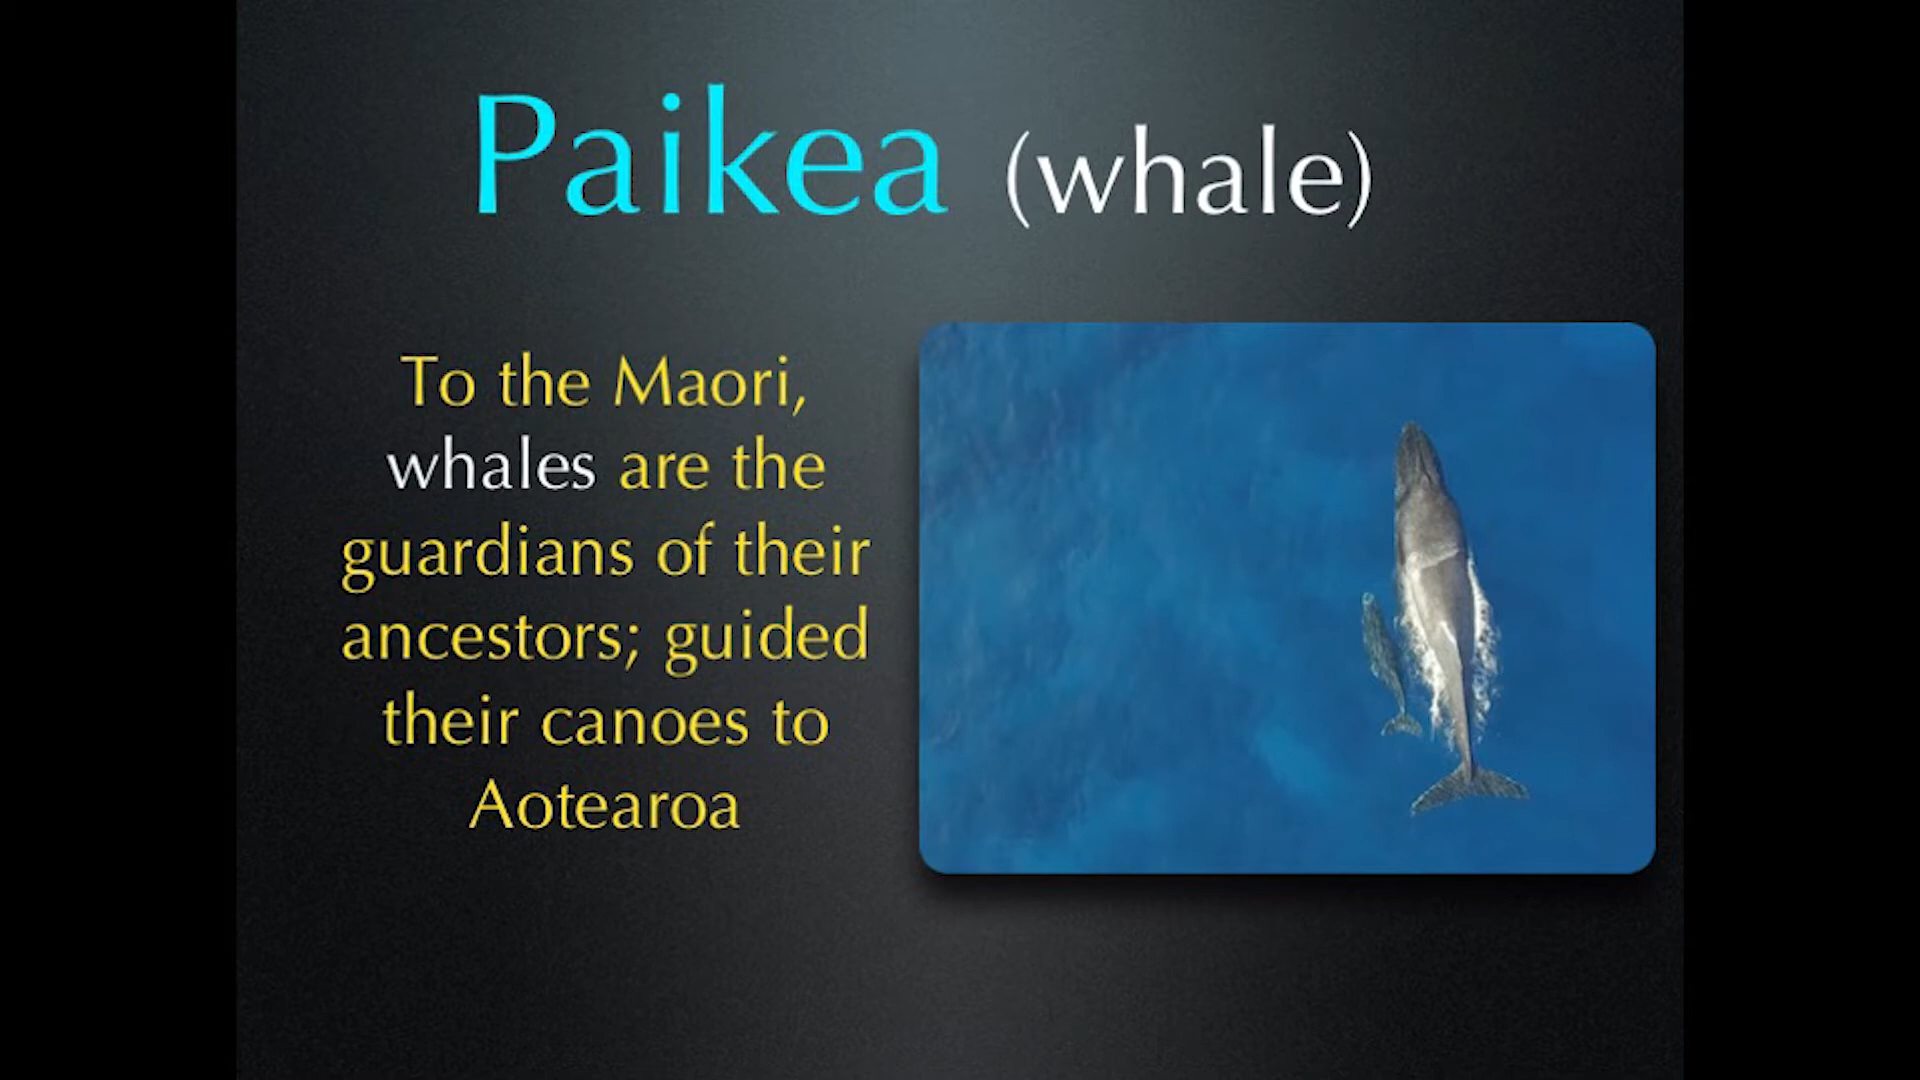 Paikea (whale)
To the Maori,
whales are the
guardians of their
ancestors; guided
their canoes to
Aotearoa